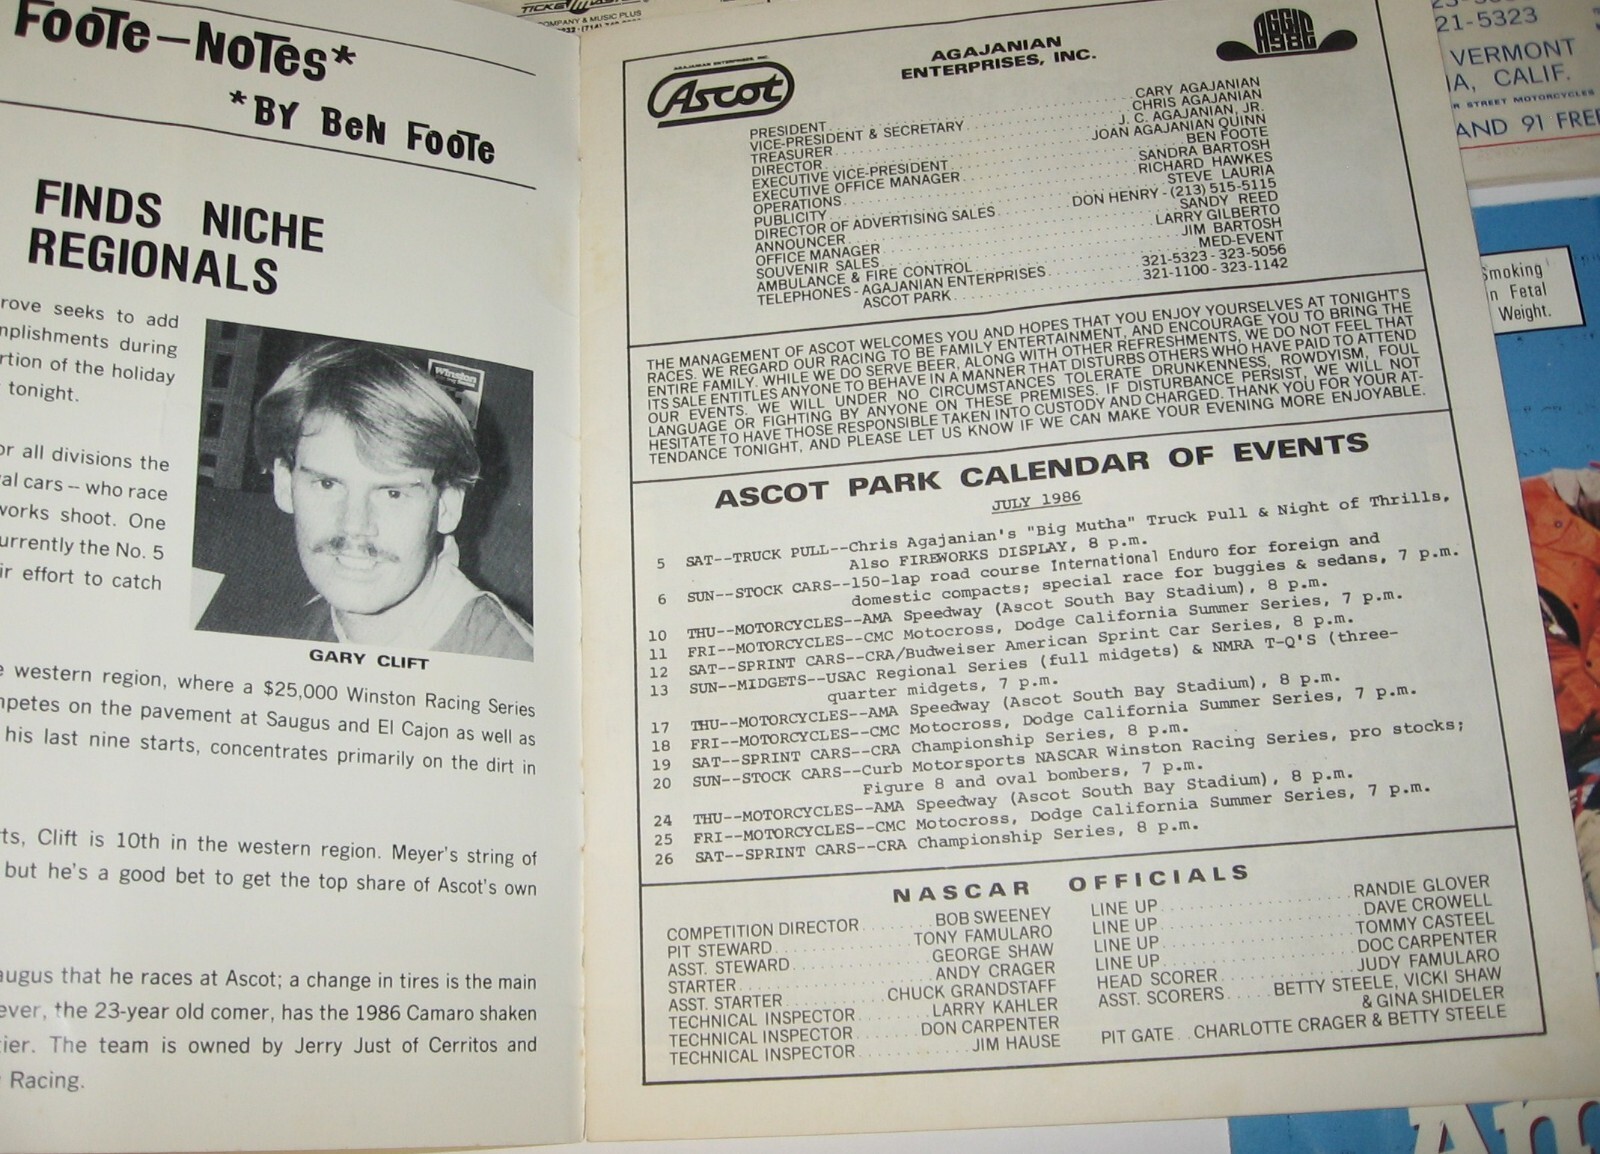 TICKETMASTER
COMPANY & MUSIC PLUS
FooTe-NoTes*
*BY BeN FooTe
FINDS NICHE
REGIONALS
rove seeks to add
mplishments during
rtion of the holiday
tonight.
or all divisions the
al cars – who race
works shoot. One
urrently the No. 5
ir effort to catch
Winston
GARY CLIFT
e western region, where a $25,000 Winston Racing Series
mpetes on the pavement at Saugus and El Cajon as well as
his last nine starts, concentrates primarily on the dirt in
ts, Clift is 10th in the western region. Meyer's string of
but he's a good bet to get the top share of Ascot's own
augus that he races at Ascot; a change in tires is the main
ever, the 23-year old comer, has the 1986 Camaro shaken
ier. The team is owned by Jerry Just of Cerritos and
Racing.
AGAJANIAN ENTERPRISES, INC.
Ascot
AGAJANIAN
ENTERPRISES, INC.
AGGIE
1986
PRESIDENT CARY AGAJANIAN
VICE-PRESIDENT & SECRETARY CHRIS AGAJANIAN
TREASURER J. C. AGAJANIAN, JR.
DIRECTOR JOAN AGAJANIAN QUINN
EXECUTIVE VICE-PRESIDENT BEN FOOTE
EXECUTIVE OFFICE MANAGER SANDRA BARTOSH
OPERATIONS RICHARD HAWKES
PUBLICITY STEVE LAURIA
DIRECTOR OF ADVERTISING SALES DON HENRY - (213) 515-5115
ANNOUNCER SANDY REED
OFFICE MANAGER LARRY GILBERTO
SOUVENIR SALES JIM BARTOSH
AMBULANCE & FIRE CONTROL MED-EVENT
TELEPHONES - AGAJANIAN ENTERPRISES 321-5323 - 323-5056
ASCOT PARK 321-1100 - 323-1142
THE MANAGEMENT OF ASCOT WELCOMES YOU AND HOPES THAT YOU ENJOY YOURSELVES AT TONIGHT'S
RACES. WE REGARD OUR RACING TO BE FAMILY ENTERTAINMENT, AND ENCOURAGE YOU TO BRING THE
ENTIRE FAMILY. WHILE WE DO SERVE BEER, ALONG WITH OTHER REFRESHMENTS, WE DO NOT FEEL THAT
ITS SALE ENTITLES ANYONE TO BEHAVE IN A MANNER THAT DISTURBS OTHERS WHO HAVE PAID TO ATTEND
OUR EVENTS. WE WILL UNDER NO CIRCUMSTANCES TOLERATE DRUNKENNESS, ROWDYISM, FOUL
LANGUAGE OR FIGHTING BY ANYONE ON THESE PREMISES. IF DISTURBANCE PERSIST, WE WILL NOT
HESITATE TO HAVE THOSE RESPONSIBLE TAKEN INTO CUSTODY AND CHARGED. THANK YOU FOR YOUR AT-
TENDANCE TONIGHT, AND PLEASE LET US KNOW IF WE CAN MAKE YOUR EVENING MORE ENJOYABLE.
ASCOT PARK CALENDAR OF EVENTS
JULY 1986
5 SAT--TRUCK PULL--Chris Agajanian's "Big Mutha" Truck Pull & Night of Thrills,
Also FIREWORKS DISPLAY, 8 p.m.
6 SUN--STOCK CARS--150-lap road course International Enduro for foreign and
domestic compacts; special race for buggies & sedans, 7 p.m.
10 THU--MOTORCYCLES--AMA Speedway (Ascot South Bay Stadium), 8 p.m.
11 FRI--MOTORCYCLES--CMC Motocross, Dodge California Summer Series, 7 p.m.
12 SAT--SPRINT CARS--CRA/Budweiser American Sprint Car Series, 8 p.m.
13 SUN--MIDGETS--USAC Regional Series (full midgets) & NMRA T-Q'S (three-
quarter midgets, 7 p.m.
17 THU--MOTORCYCLES--AMA Speedway (Ascot South Bay Stadium), 8 p.m.
18 FRI--MOTORCYCLES--CMC Motocross, Dodge California Summer Series, 7 p.m.
19 SAT--SPRINT CARS--CRA Championship Series, 8 p.m.
20 SUN--STOCK CARS--Curb Motorsports NASCAR Winston Racing Series, pro stocks;
Figure 8 and oval bombers, 7 p.m.
24 THU--MOTORCYCLES--AMA Speedway (Ascot South Bay Stadium), 8 p.m.
25 FRI--MOTORCYCLES--CMC Motocross, Dodge California Summer Series, 7 p.m.
26 SAT--SPRINT CARS--CRA Championship Series, 8 p.m.
NASCAR OFFICIALS
COMPETITION DIRECTOR BOB SWEENEY
PIT STEWARD TONY FAMULARO
ASST. STEWARD GEORGE SHAW
STARTER ANDY CRAGER
ASST. STARTER CHUCK GRANDSTAFF
TECHNICAL INSPECTOR LARRY KAHLER
TECHNICAL INSPECTOR DON CARPENTER
TECHNICAL INSPECTOR JIM HAUSE
LINE UP RANDIE GLOVER
LINE UP DAVE CROWELL
LINE UP TOMMY CASTEEL
LINE UP DOC CARPENTER
HEAD SCORER JUDY FAMULARO
ASST. SCORERS BETTY STEELE, VICKI SHAW
& GINA SHIDELER
PIT GATE CHARLOTTE CRAGER & BETTY STEELE
21-5323
VERMONT
A, CALIF.
R STREET MOTORCYCLES
AND 91 FREE
Smoking
n Fetal
Weight.
Am